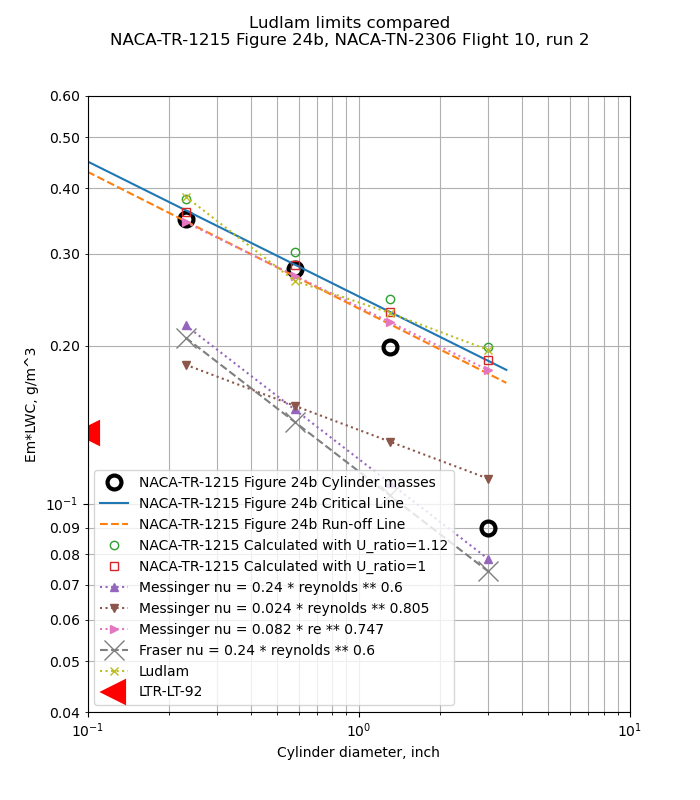 Ludlam limits compared
NACA-TR-1215 Figure 24b, NACA-TN-2306 Flight 10, run 2
0.60
0.50
0.40
0.30
0.20
10⁻¹
0.09
0.08
0.07
0.06
0.05
0.04
Em*LWC, g/m^3
NACA-TR-1215 Figure 24b Cylinder masses
NACA-TR-1215 Figure 24b Critical Line
NACA-TR-1215 Figure 24b Run-off Line
NACA-TR-1215 Calculated with U_ratio=1.12
NACA-TR-1215 Calculated with U_ratio=1
Messinger nu = 0.24 * reynolds ** 0.6
Messinger nu = 0.024 * reynolds ** 0.805
Messinger nu = 0.082 * re ** 0.747
Fraser nu = 0.24 * reynolds ** 0.6
Ludlam
LTR-LT-92
10⁻¹ 10⁰ 10¹
Cylinder diameter, inch